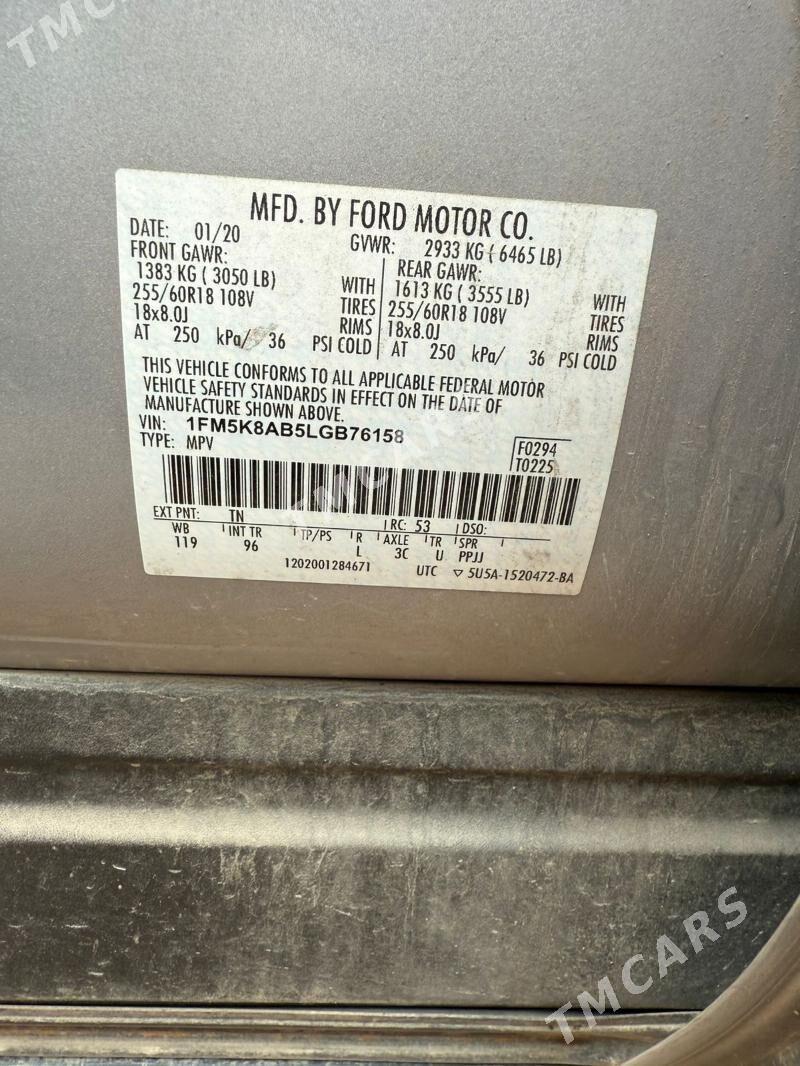 TMCARS
MFD. BY FORD MOTOR CO.
DATE: 01/20 GVWR: 2933 KG ( 6465 LB)
FRONT GAWR: REAR GAWR:
1383 KG ( 3050 LB) WITH 1613 KG ( 3555 LB) WITH
255/60R18 108V TIRES 255/60R18 108V TIRES
18x8.0J RIMS 18x8.0J RIMS
AT 250 kPa/ 36 PSI COLD AT 250 kPa/ 36 PSI COLD
THIS VEHICLE CONFORMS TO ALL APPLICABLE FEDERAL MOTOR
VEHICLE SAFETY STANDARDS IN EFFECT ON THE DATE OF
MANUFACTURE SHOWN ABOVE.
VIN: 1FM5K8AB5LGB76158
TYPE: MPV
F0294
T0225
TMCARS
EXT PNT: TN RC: 53 DSO:
WB INT TR TP/PS R AXLE TR SPR
119 96 L 3C U PPJJ
1202001284671 UTC ▽ 5U5A-1520472-BA
TMCARS